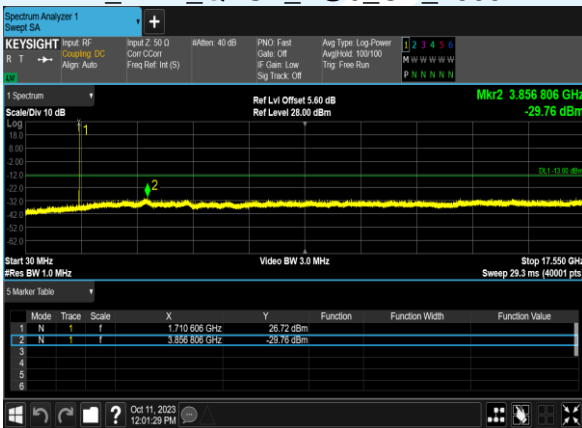 Spectrum Analyzer 1
Swept SA
+
KEYSIGHT Input: RF Input Z: 50 Ω #Atten: 40 dB PNO: Fast Avg Type: Log-Power 1 2 3 4 5 6
R T Coupling: DC Corr CCorr Gate: Off Avg|Hold: 100/100 M W W W W W
Align: Auto Freq Ref: Int (S) IF Gain: Low Trig: Free Run
LW Sig Track: Off P N N N N N
1 Spectrum Ref Lvl Offset 5.60 dB Mkr2 3.856 806 GHz
Scale/Div 10 dB Ref Level 28.00 dBm -29.76 dBm
Log
18.0
8.00
-2.00
-12.0
-22.0
-32.0
-42.0
-52.0
-62.0
1
2
DL1 -13.00 dBm
Start 30 MHz Video BW 3.0 MHz Stop 17.550 GHz
#Res BW 1.0 MHz Sweep 29.3 ms (40001 pts
5 Marker Table
Mode Trace Scale X Y Function Function Width Function Value
1 N 1 f 1.710 606 GHz 26.72 dBm
2 N 1 f 3.856 806 GHz -29.76 dBm
3
4
5
6
? Oct 11, 2023
12:01:29 PM